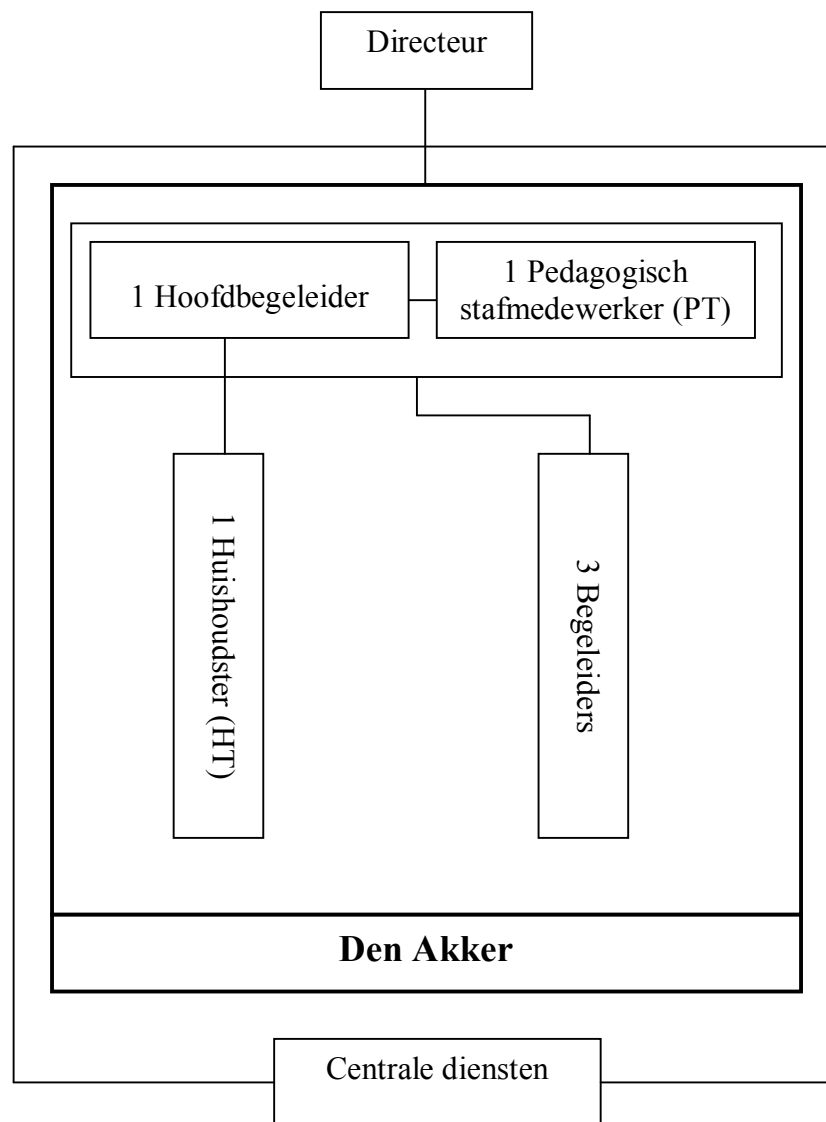 Directeur
1 Hoofdbegeleider
1 Pedagogisch
stafmedewerker (PT)
1 Huishoudster (HT)
3 Begeleiders
Den Akker
Centrale diensten